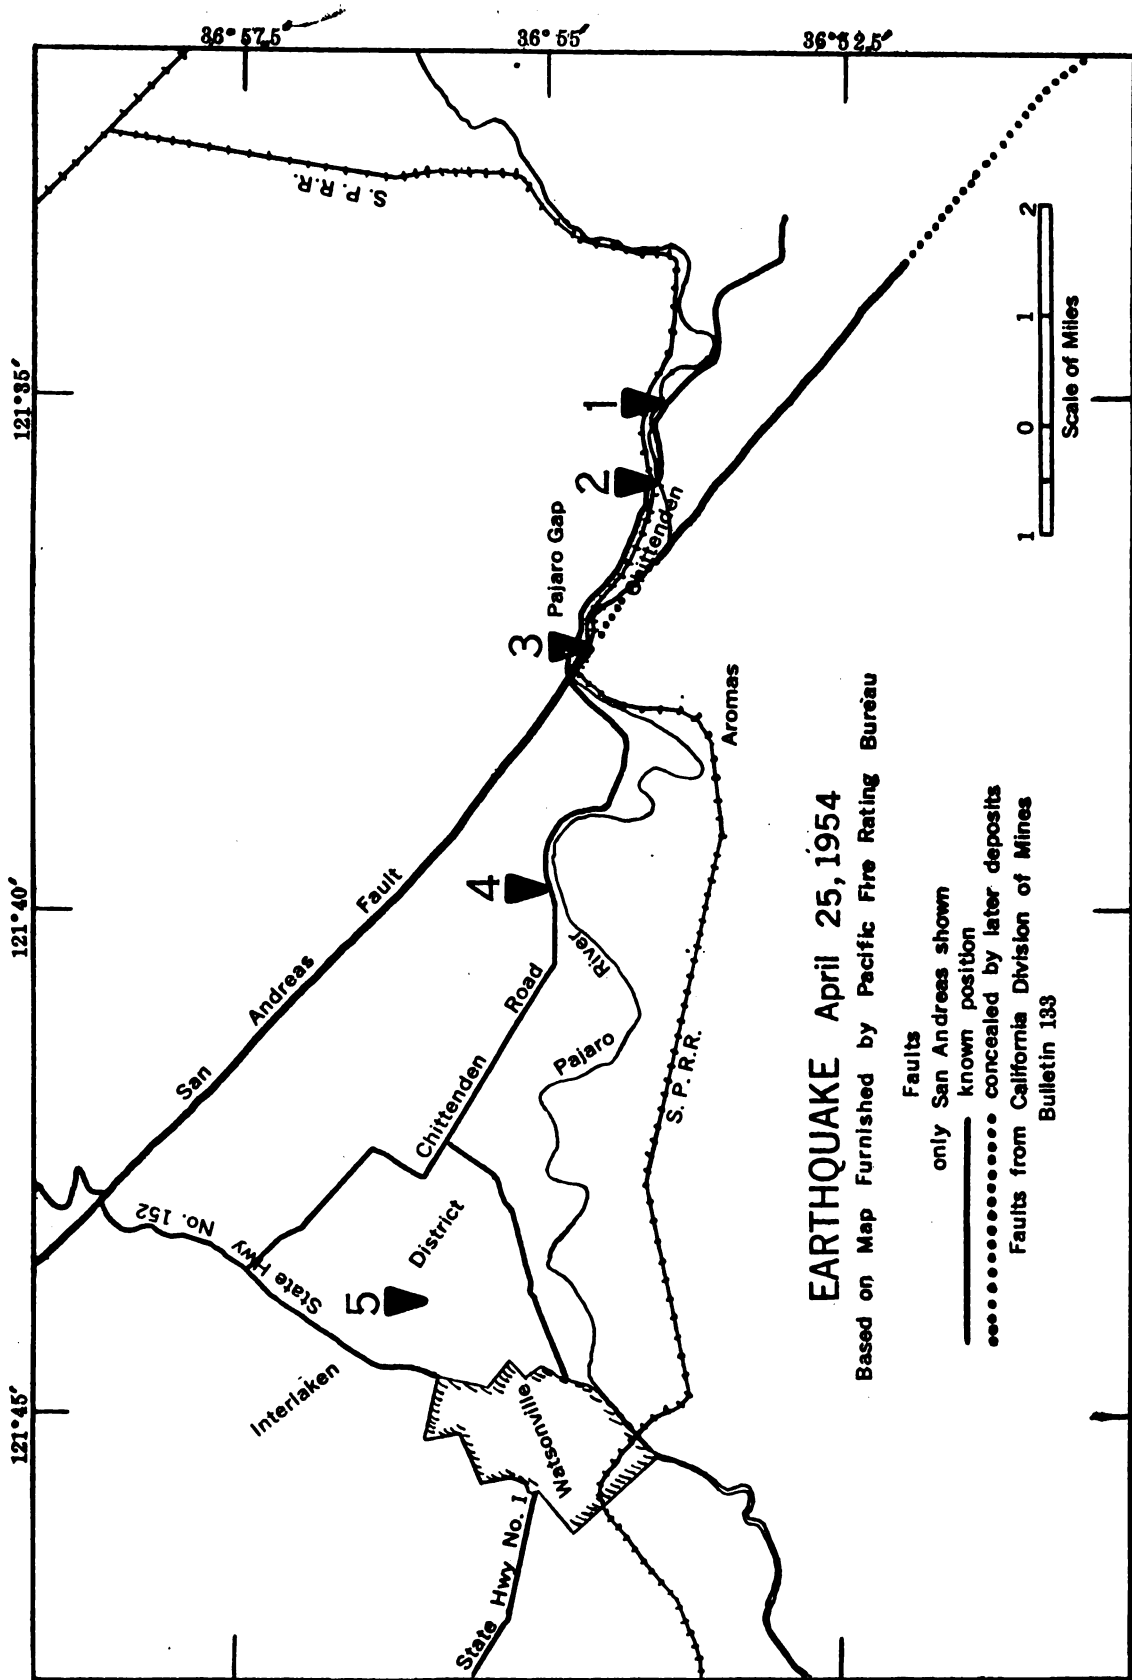 121°45′
121°40′
121°35′
36°57.5′
36°55′
36°52.5′
State Hwy No. 1
Interlaken
State Hwy
No. 152
San Andreas Fault
S. P. R.R.
5
District
Watsonville
Chittenden Road
4
3
Pajaro Gap
2
1
Chittenden
Pajaro River
Aromas
S. P. R.R.
EARTHQUAKE April 25, 1954
Based on Map Furnished by Pacific Fire Rating Bureau
Faults
only San Andreas shown
known position
concealed by later deposits
Faults from California Division of Mines
Bulletin 133
1 0 1 2
Scale of Miles